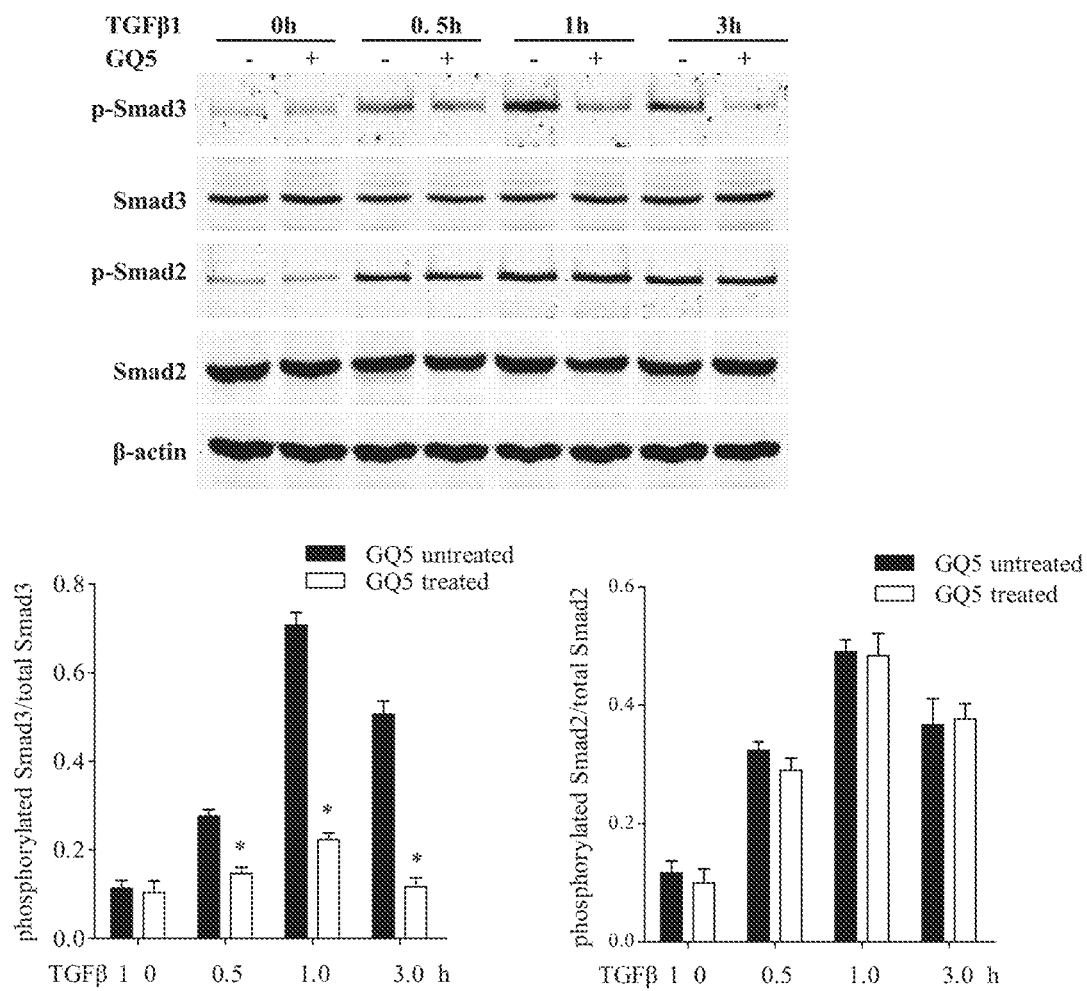 TGFβ1 0h 0. 5h 1h 3h
GQ5 - + - + - + - +
p-Smad3
Smad3
p-Smad2
Smad2
β-actin
GQ5 untreated
GQ5 treated
phosphorylated Smad3/total Smad3
0.8
0.6
0.4
0.2
0.0
* * *
TGFβ 1 0 0.5 1.0 3.0 h
GQ5 untreated
GQ5 treated
phosphorylated Smad2/total Smad2
0.6
0.4
0.2
0.0
TGFβ 1 0 0.5 1.0 3.0 h